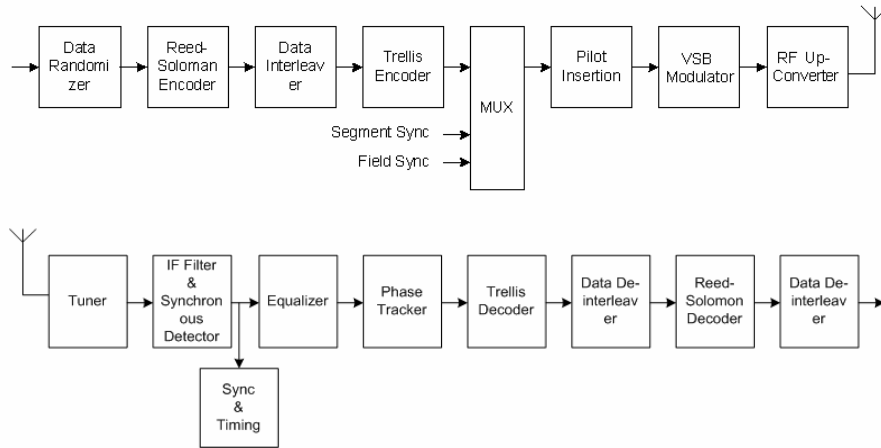 Data
Randomi
zer
Reed-
Soloman
Encoder
Data
Interleav
er
Trellis
Encoder
MUX
Pilot
Insertion
VSB
Modulator
RF Up-
Converter
Segment Sync
Field Sync
Tuner
IF Filter
&
Synchron
ous
Detector
Equalizer
Phase
Tracker
Trellis
Decoder
Data De-
interleav
er
Reed-
Solomon
Decoder
Data De-
interleav
er
Sync
&
Timing